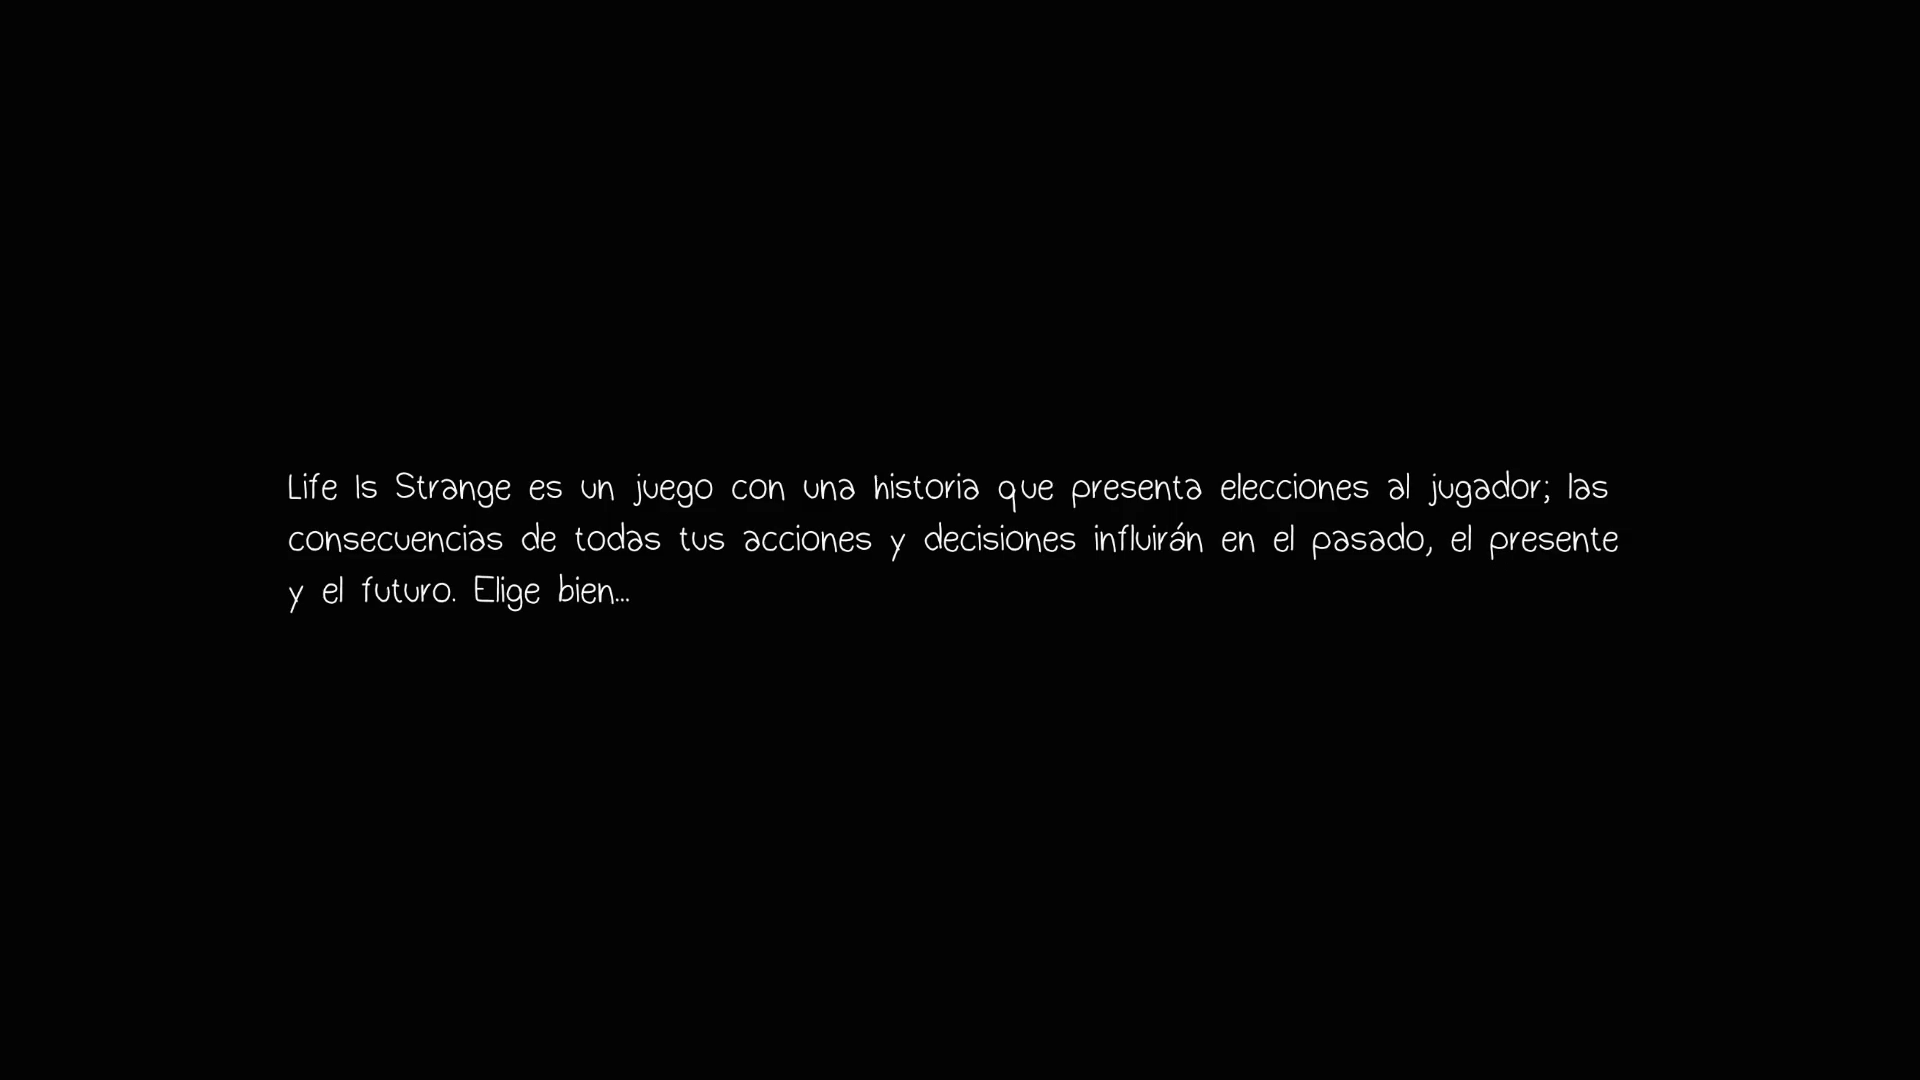 Life Is Strange es un juego con una historia que presenta elecciones al jugador; las
consecuencias de todas tus acciones y decisiones influirán en el pasado, el presente
y el futuro. Elige bien...